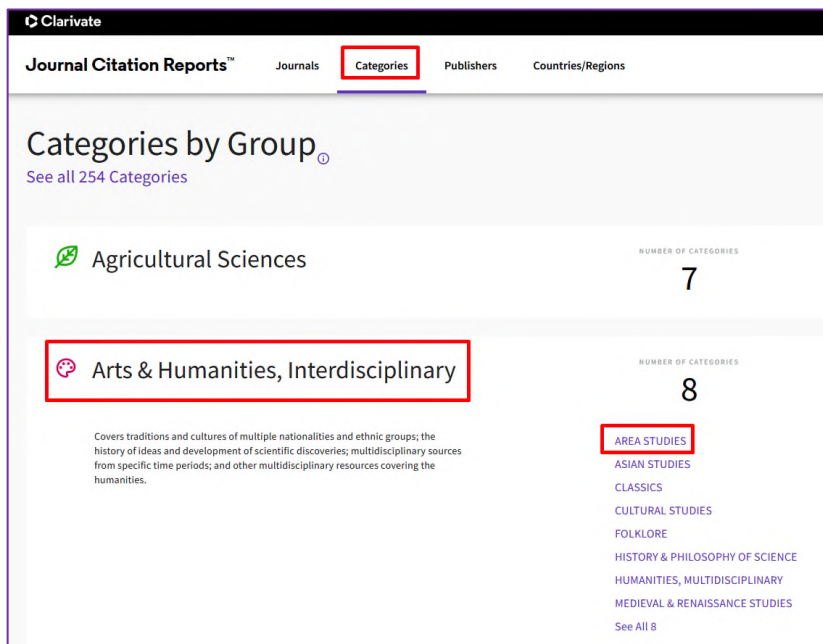 Clarivate
Journal Citation Reports™ Journals Categories Publishers Countries/Regions
Categories by Group
See all 254 Categories
Agricultural Sciences
NUMBER OF CATEGORIES
7
Arts & Humanities, Interdisciplinary
NUMBER OF CATEGORIES
8
Covers traditions and cultures of multiple nationalities and ethnic groups; the
history of ideas and development of scientific discoveries; multidisciplinary sources
from specific time periods; and other multidisciplinary resources covering the
humanities.
AREA STUDIES
ASIAN STUDIES
CLASSICS
CULTURAL STUDIES
FOLKLORE
HISTORY & PHILOSOPHY OF SCIENCE
HUMANITIES, MULTIDISCIPLINARY
MEDIEVAL & RENAISSANCE STUDIES
See All 8